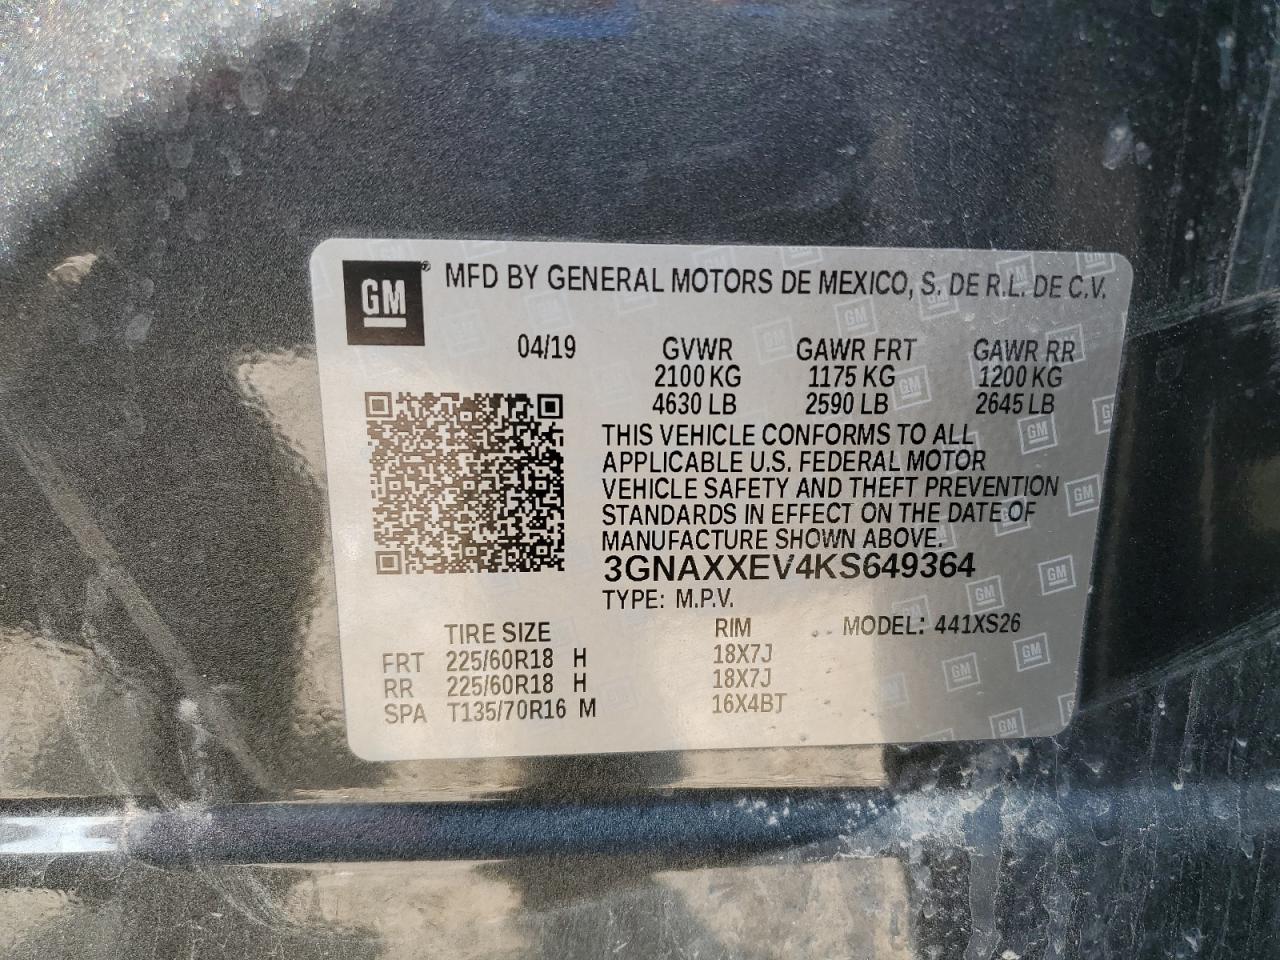 GM® MFD BY GENERAL MOTORS DE MEXICO, S. DE R.L. DE C.V.
04/19 GVWR GAWR FRT GAWR RR
2100 KG 1175 KG 1200 KG
4630 LB 2590 LB 2645 LB
THIS VEHICLE CONFORMS TO ALL
APPLICABLE U.S. FEDERAL MOTOR
VEHICLE SAFETY AND THEFT PREVENTION
STANDARDS IN EFFECT ON THE DATE OF
MANUFACTURE SHOWN ABOVE.
3GNAXXEV4KS649364
TYPE: M.P.V.
TIRE SIZE RIM MODEL: 441XS26
FRT 225/60R18 H 18X7J
RR 225/60R18 H 18X7J
SPA T135/70R16 M 16X4BT